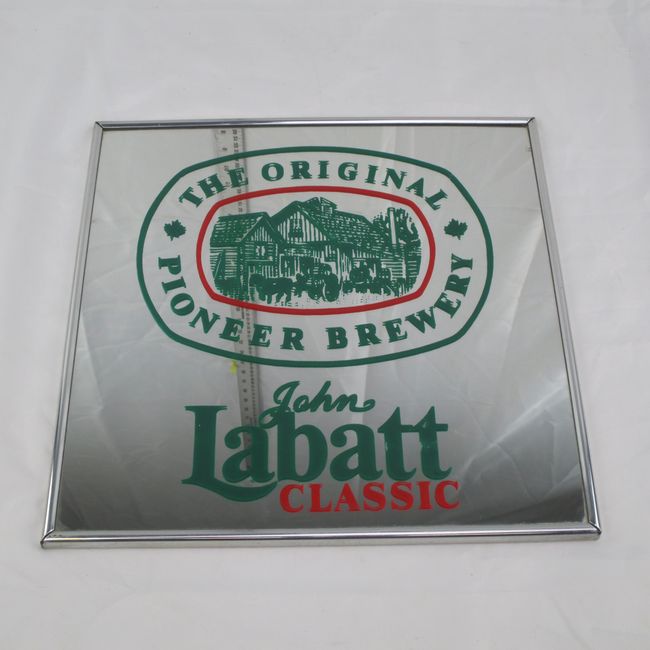 THE ORIGINAL
PIONEER BREWERY
John
Labatt
CLASSIC